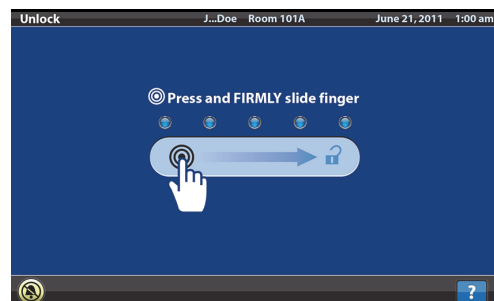 Unlock J...Doe Room 101A June 21, 2011 1:00 am
Press and FIRMLY slide finger
?